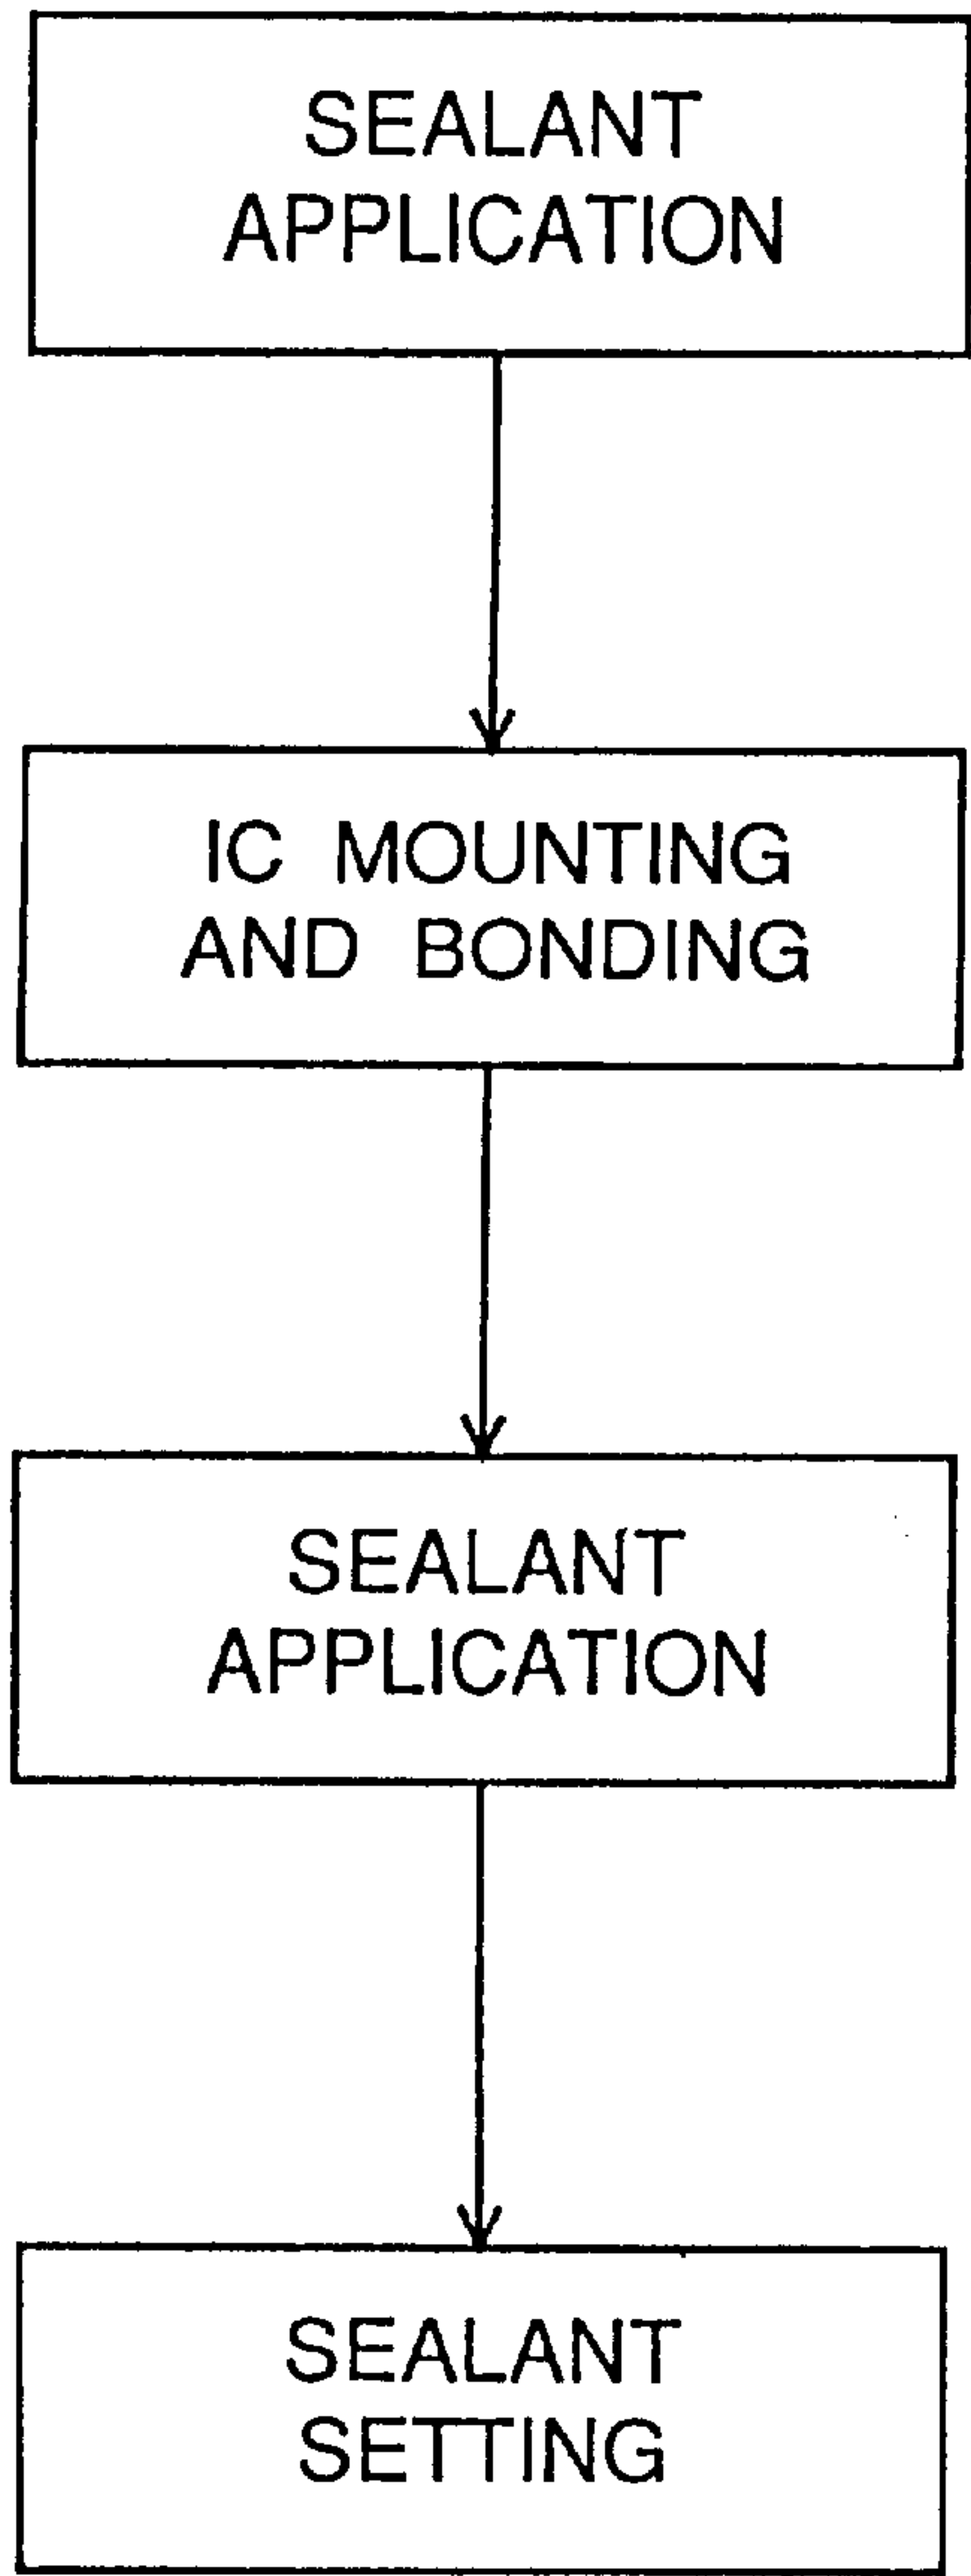 SEALANT
APPLICATION
IC MOUNTING
AND BONDING
SEALANT
APPLICATION
SEALANT
SETTING